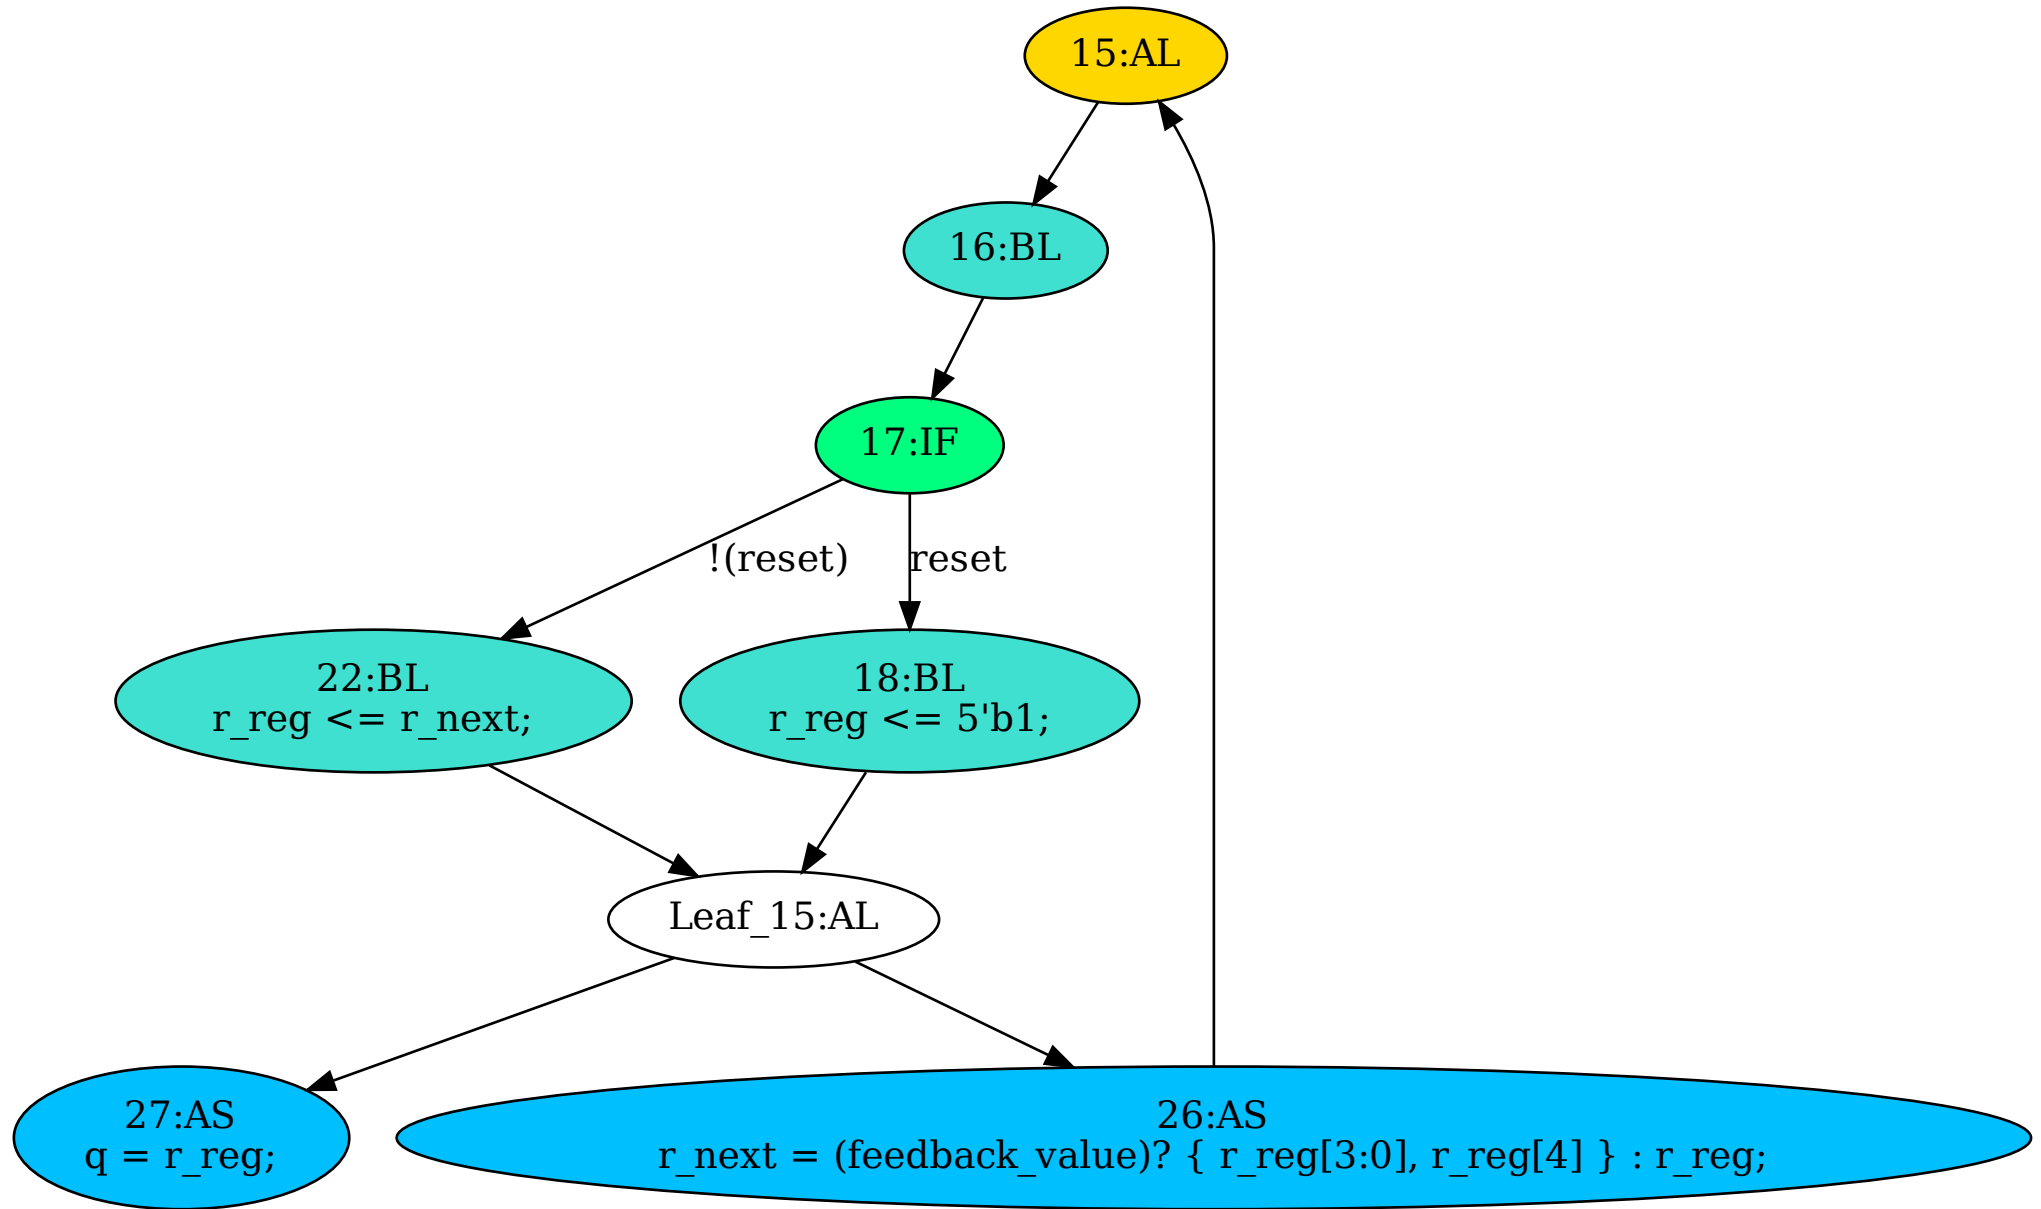 15:AL
16:BL
17:IF
!(reset)
reset
22:BL
r_reg <= r_next;
18:BL
r_reg <= 5'b1;
Leaf_15:AL
27:AS
q = r_reg;
26:AS
r_next = (feedback_value)? { r_reg[3:0], r_reg[4] } : r_reg;